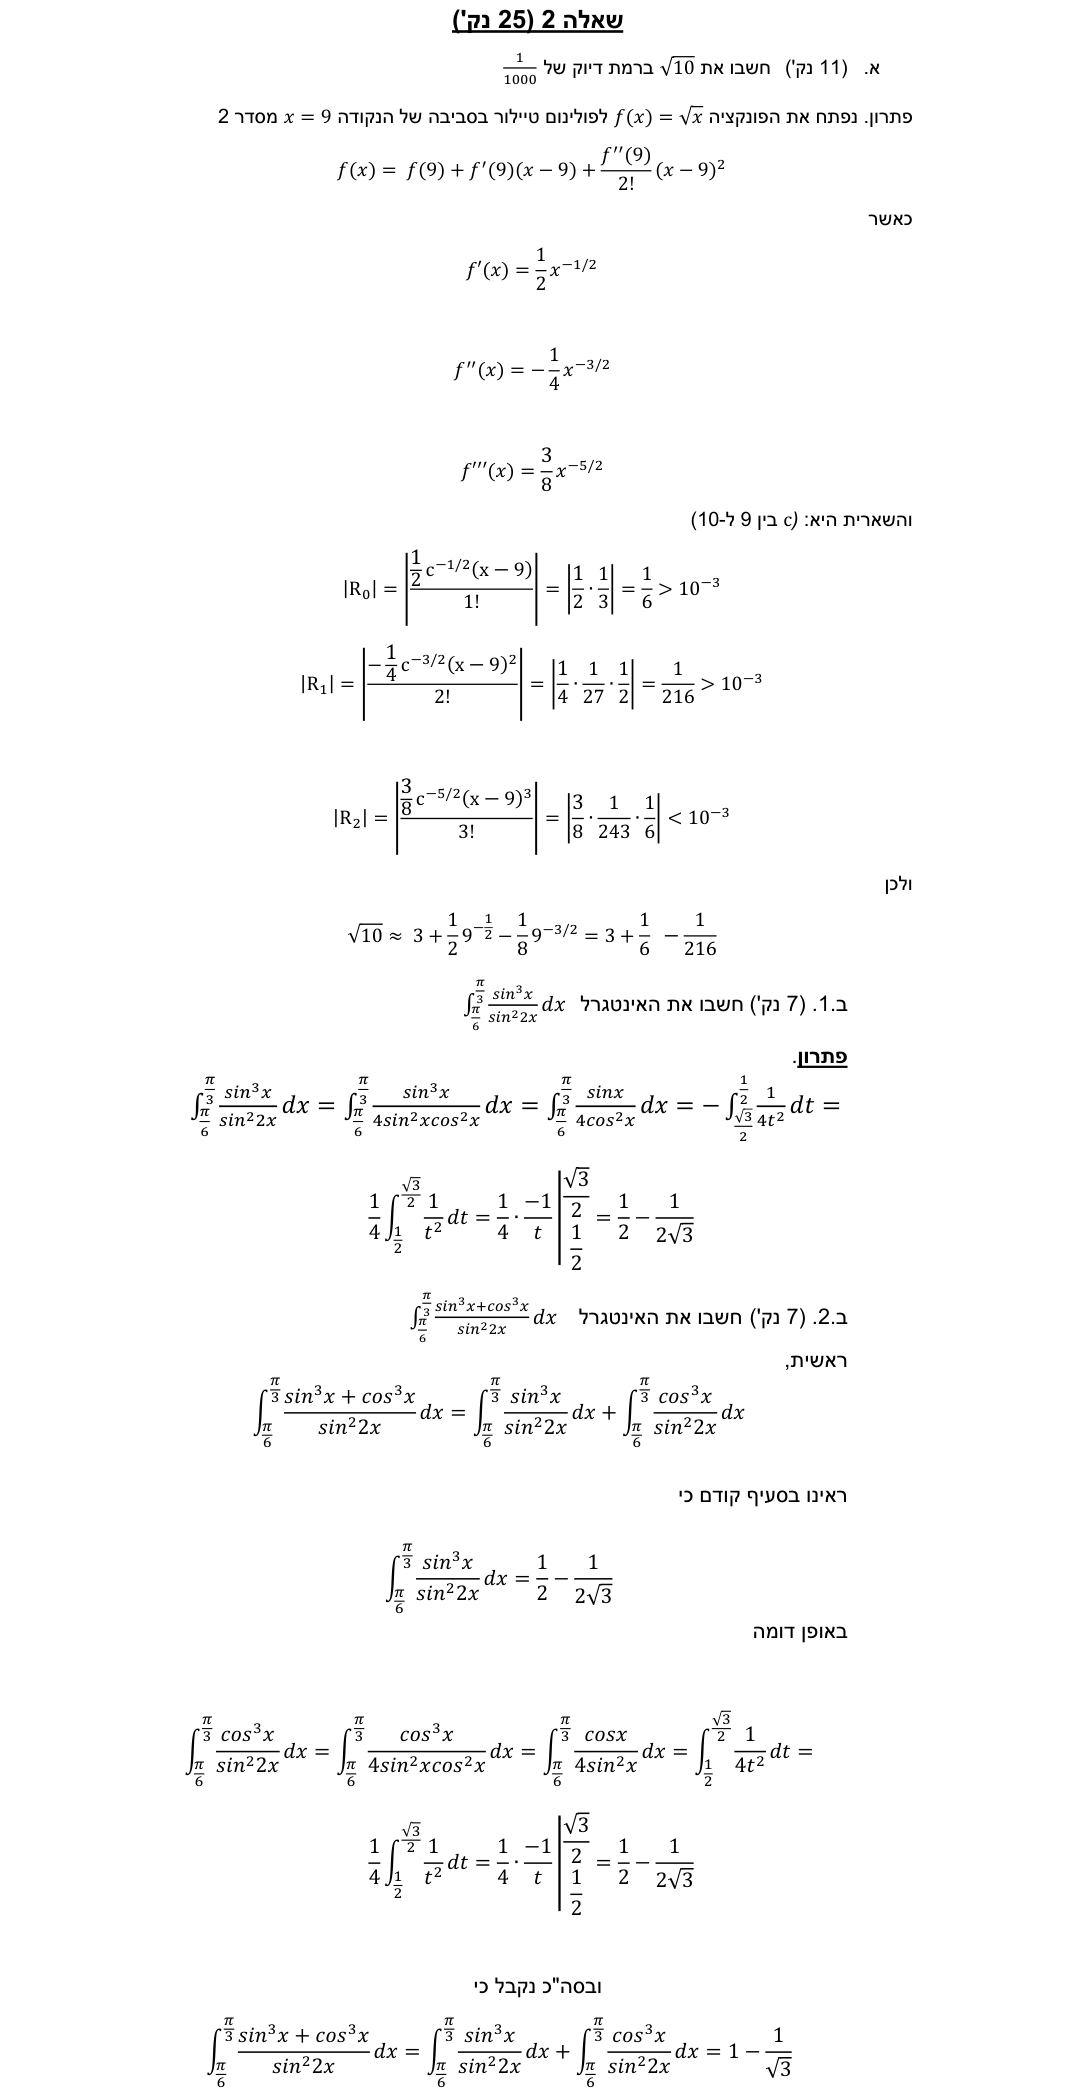 שאלה 2 (25 נק')
א. (11 נק') חשבו את √10 ברמת דיוק של 1/1000
פתרון. נפתח את הפונקציה f(x) = √x לפולינום טיילור בסביבה של הנקודה x = 9 מסדר 2
f(x) = f(9) + f′(9)(x − 9) + f′′(9)/2! (x − 9)²
כאשר
f′(x) = 1/2 x^(−1/2)
f′′(x) = −1/4 x^(−3/2)
f′′′(x) = 3/8 x^(−5/2)
והשארית היא: (c בין 9 ל-10)
|R₀| = |1/2 c^(−1/2)(x − 9) / 1!| = |1/2 · 1/3| = 1/6 > 10^(−3)
|R₁| = |−1/4 c^(−3/2)(x − 9)² / 2!| = |1/4 · 1/27 · 1/2| = 1/216 > 10^(−3)
|R₂| = |3/8 c^(−5/2)(x − 9)³ / 3!| = |3/8 · 1/243 · 1/6| < 10^(−3)
ולכן
√10 ≈ 3 + 1/2 9^(−1/2) − 1/8 9^(−3/2) = 3 + 1/6 − 1/216
ב.1. (7 נק') חשבו את האינטגרל ∫_(π/6)^(π/3) sin³x/sin²2x dx
פתרון.
∫_(π/6)^(π/3) sin³x/sin²2x dx = ∫_(π/6)^(π/3) sin³x/4sin²xcos²x dx = ∫_(π/6)^(π/3) sinx/4cos²x dx = − ∫_(√3/2)^(1/2) 1/4t² dt =
1/4 ∫_(1/2)^(√3/2) 1/t² dt = 1/4 · −1/t |_(1/2)^(√3/2) = 1/2 − 1/2√3
ב.2. (7 נק') חשבו את האינטגרל ∫_(π/6)^(π/3) sin³x+cos³x/sin²2x dx
ראשית,
∫_(π/6)^(π/3) sin³x + cos³x/sin²2x dx = ∫_(π/6)^(π/3) sin³x/sin²2x dx + ∫_(π/6)^(π/3) cos³x/sin²2x dx
ראינו בסעיף קודם כי
∫_(π/6)^(π/3) sin³x/sin²2x dx = 1/2 − 1/2√3
באופן דומה
∫_(π/6)^(π/3) cos³x/sin²2x dx = ∫_(π/6)^(π/3) cos³x/4sin²xcos²x dx = ∫_(π/6)^(π/3) cosx/4sin²x dx = ∫_(1/2)^(√3/2) 1/4t² dt =
1/4 ∫_(1/2)^(√3/2) 1/t² dt = 1/4 · −1/t |_(1/2)^(√3/2) = 1/2 − 1/2√3
ובסה"כ נקבל כי
∫_(π/6)^(π/3) sin³x + cos³x/sin²2x dx = ∫_(π/6)^(π/3) sin³x/sin²2x dx + ∫_(π/6)^(π/3) cos³x/sin²2x dx = 1 − 1/√3